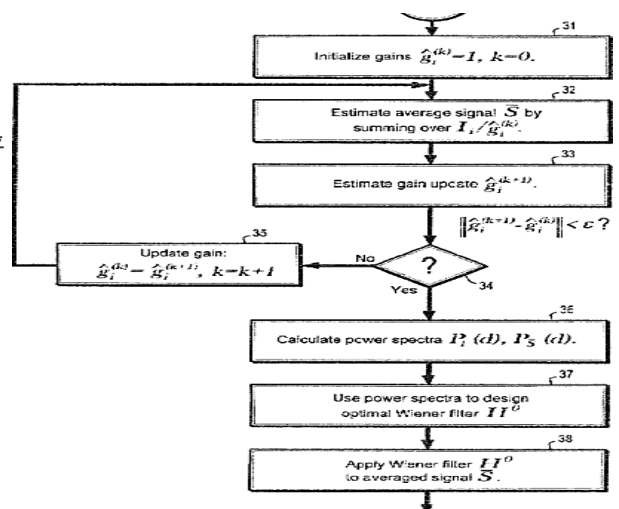 31
Initialize gains ĝᵢ⁽ᵏ⁾=1, k=0.
32
Estimate average signal S̅ by
summing over Iᵢ/ĝᵢ⁽ᵏ⁾.
33
Estimate gain update ĝᵢ⁽ᵏ⁺¹⁾.
‖ĝᵢ⁽ᵏ⁺¹⁾-ĝᵢ⁽ᵏ⁾‖<ε?
35
Update gain:
ĝᵢ⁽ᵏ⁾=ĝᵢ⁽ᵏ⁺¹⁾, k=k+1
No
?
34
Yes
36
Calculate power spectra Pᵢ (d), P_S (d).
37
Use power spectra to design
optimal Wiener filter H⁰
38
Apply Wiener filter H⁰
to averaged signal S̅.